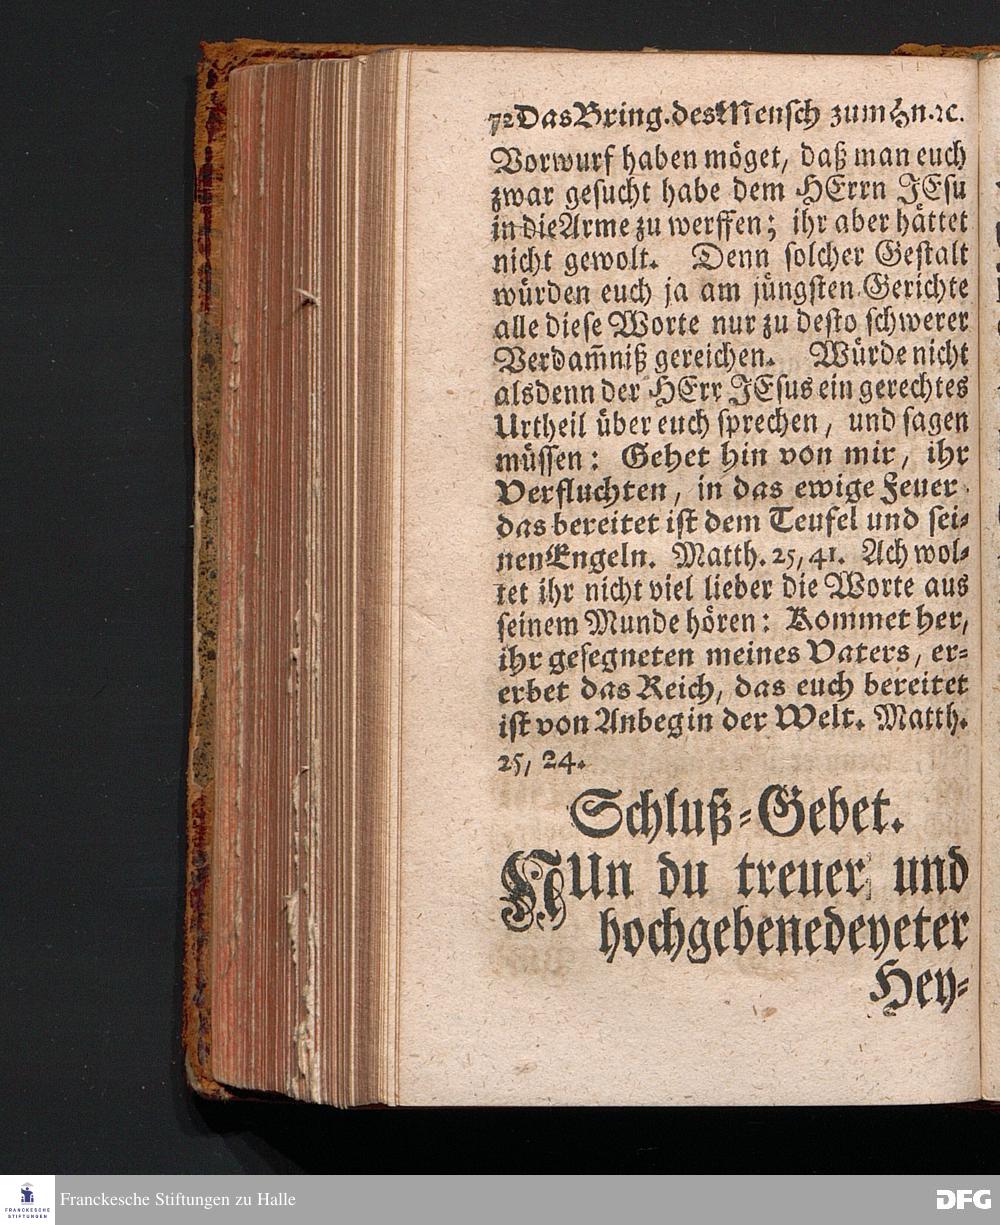 72 Das Bring. des Mensch zum Hn. ꝛc.
Vorwurf haben möget, daß man euch
zwar gesucht habe dem HErrn JEsu
in die Arme zu werffen; ihr aber hättet
nicht gewolt. Denn solcher Gestalt
würden euch ja am jüngsten Gerichte
alle diese Worte nur zu desto schwerer
Verdam̃niß gereichen. Würde nicht
alsdenn der HErr JEsus ein gerechtes
Urtheil über euch sprechen, und sagen
müssen: Gehet hin von mir, ihr
Verfluchten, in das ewige Feuer
das bereitet ist dem Teufel und sei-
nen Engeln. Matth. 25, 41. Ach wol-
tet ihr nicht viel lieber die Worte aus
seinem Munde hören: Kommet her,
ihr gesegneten meines Vaters, er-
erbet das Reich, das euch bereitet
ist von Anbegin der Welt. Matth.
25, 24.
Schluß-Gebet.
NUn du treuer und
hochgebenedeyeter
Hey-
FRANCKESCHE
STIFTUNGEN
Franckesche Stiftungen zu Halle
DFG